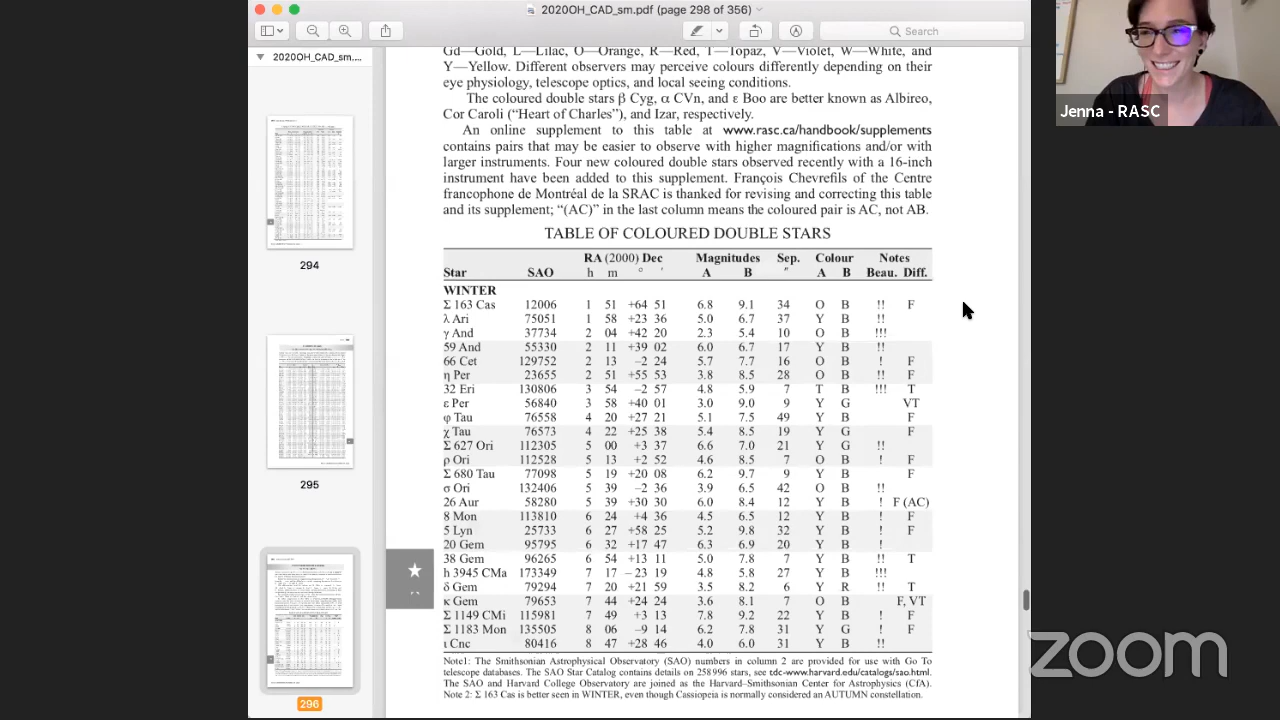 2020OH_CAD_sm.pdf (page 298 of 356)
Search
2020OH_CAD_sm....
294
295
296
Gd—Gold, L—Lilac, O—Orange, R—Red, T—Topaz, V—Violet, W—White, and
Y—Yellow. Different observers may perceive colours differently depending on their
eye physiology, telescope optics, and local seeing conditions.
The coloured double stars β Cyg, α CVn, and ε Boo are better known as Albireo,
Cor Caroli (“Heart of Charles”), and Izar, respectively.
An online supplement to this table at www.rasc.ca/handbook/supplements
contains pairs that may be easier to observe with higher magnifications and/or with
larger instruments. Four new coloured double stars observed recently with a 16-inch
instrument have been added to this supplement. François Chevrefils of the Centre
francophone de Montréal de la SRAC is thanked for revising and correcting this table
and its supplement; “(AC)” in the last column means the coloured pair is AC, not AB.
TABLE OF COLOURED DOUBLE STARS
RA (2000) Dec Magnitudes Sep. Colour Notes
Star SAO h m ° ′ A B ″ A B Beau. Diff.
WINTER
Σ 163 Cas 12006 1 51 +64 51 6.8 9.1 34 O B !! F
λ Ari 75051 1 58 +23 36 5.0 6.7 37 Y B !!
γ And 37734 2 04 +42 20 2.3 5.4 10 O B !!!
59 And 55330 2 11 +39 02 6.0 6.7 17 Y B !!
66 Cet 129752 2 13 −2 24 5.7 7.7 16 O B ! F
η Per 23655 2 51 +55 53 3.8 8.5 28 O B !! F
32 Eri 130806 3 54 −2 57 4.8 5.9 7 T B !!! T
ε Per 56840 3 58 +40 01 3.0 9.0 9 Y G VT
φ Tau 76558 4 20 +27 21 5.1 7.5 49 Y B F
χ Tau 76573 4 22 +25 38 5.4 8.5 19 Y G F
Σ 627 Ori 112305 5 00 +3 37 6.6 7.0 21 Y G !!
ρ Ori 112528 5 13 +2 52 4.6 8.5 7 O B ! F
Σ 680 Tau 77098 5 19 +20 08 6.2 9.7 9 Y B F
σ Ori 132406 5 39 −2 36 3.9 6.5 42 O B !!
26 Aur 58280 5 39 +30 30 6.0 8.4 12 Y B ! F (AC)
8 Mon 113810 6 24 +4 36 4.5 6.5 12 Y B ! F
5 Lyn 25733 6 27 +58 25 5.2 9.8 32 Y B ! F
20 Gem 95795 6 32 +17 47 6.3 6.9 20 Y B !
38 Gem 96265 6 54 +13 11 5.0 7.8 7 Y B !! T
h 3945 CMa 173349 7 17 −23 19 4.8 6.8 27 O B !!!
δ Gem 79294 7 20 +21 59 3.5 8.2 6 Y B !! T
κ Gem 79653 7 44 +24 24 3.6 8.1 7 O B F, VT
Σ 1149 CMi 115983 7 49 +3 13 7.8 9.2 22 Y B ! F
Σ 1183 Mon 135505 8 06 −9 14 6.2 7.8 31 Y G ! F
ι Cnc 80416 8 47 +28 46 4.0 6.0 31 Y B !!
Note1: The Smithsonian Astrophysical Observatory (SAO) numbers in column 2 are provided for use with Go To
telescope databases. The SAO Star Catalog contains details on 258 996 stars, see tdc-www.harvard.edu/catalogs/sao.html.
The SAO and Harvard College Observatory are joined as the Harvard–Smithsonian Center for Astrophysics (CfA).
Note 2: Σ 163 Cas is better seen in WINTER, even though Cassiopeia is normally considered an AUTUMN constellation.
Jenna - RASC
zoom